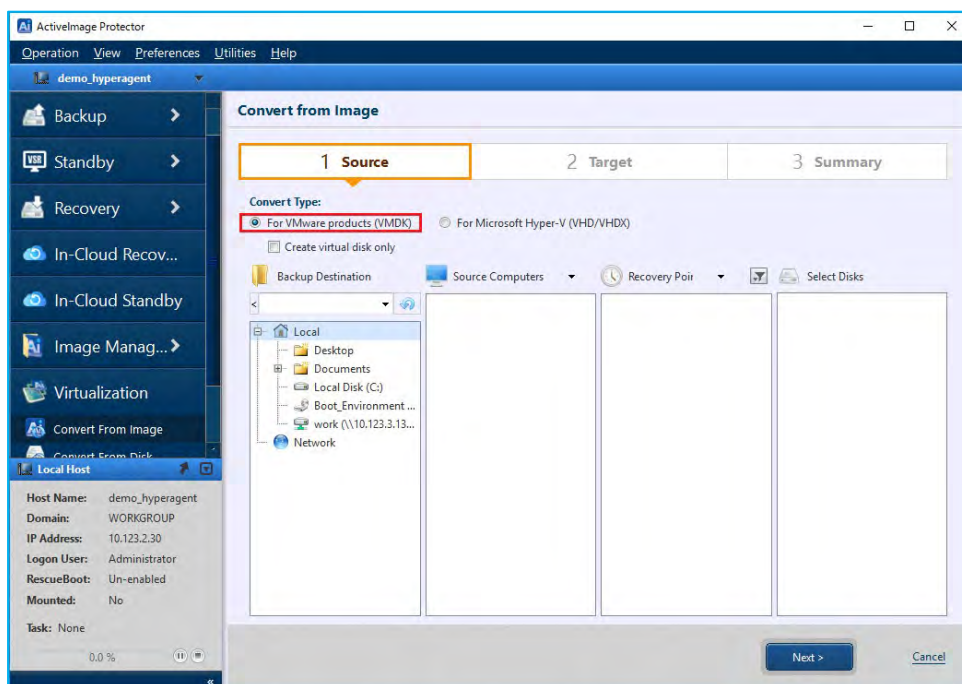 Ai ActiveImage Protector
Operation View Preferences Utilities Help
demo_hyperagent
Backup
Standby
Recovery
In-Cloud Recov...
In-Cloud Standby
Image Manag...
Virtualization
Convert From Image
Convert From Disk
Local Host
Host Name: demo_hyperagent
Domain: WORKGROUP
IP Address: 10.123.2.30
Logon User: Administrator
RescueBoot: Un-enabled
Mounted: No
Task: None
0.0 %
Convert from Image
1 Source
2 Target
3 Summary
Convert Type:
For VMware products (VMDK) For Microsoft Hyper-V (VHD/VHDX)
Create virtual disk only
Backup Destination Source Computers Recovery Poir Select Disks
<
Local
Desktop
Documents
Local Disk (C:)
Boot_Environment ...
work (\\10.123.3.13...
Network
Next > Cancel